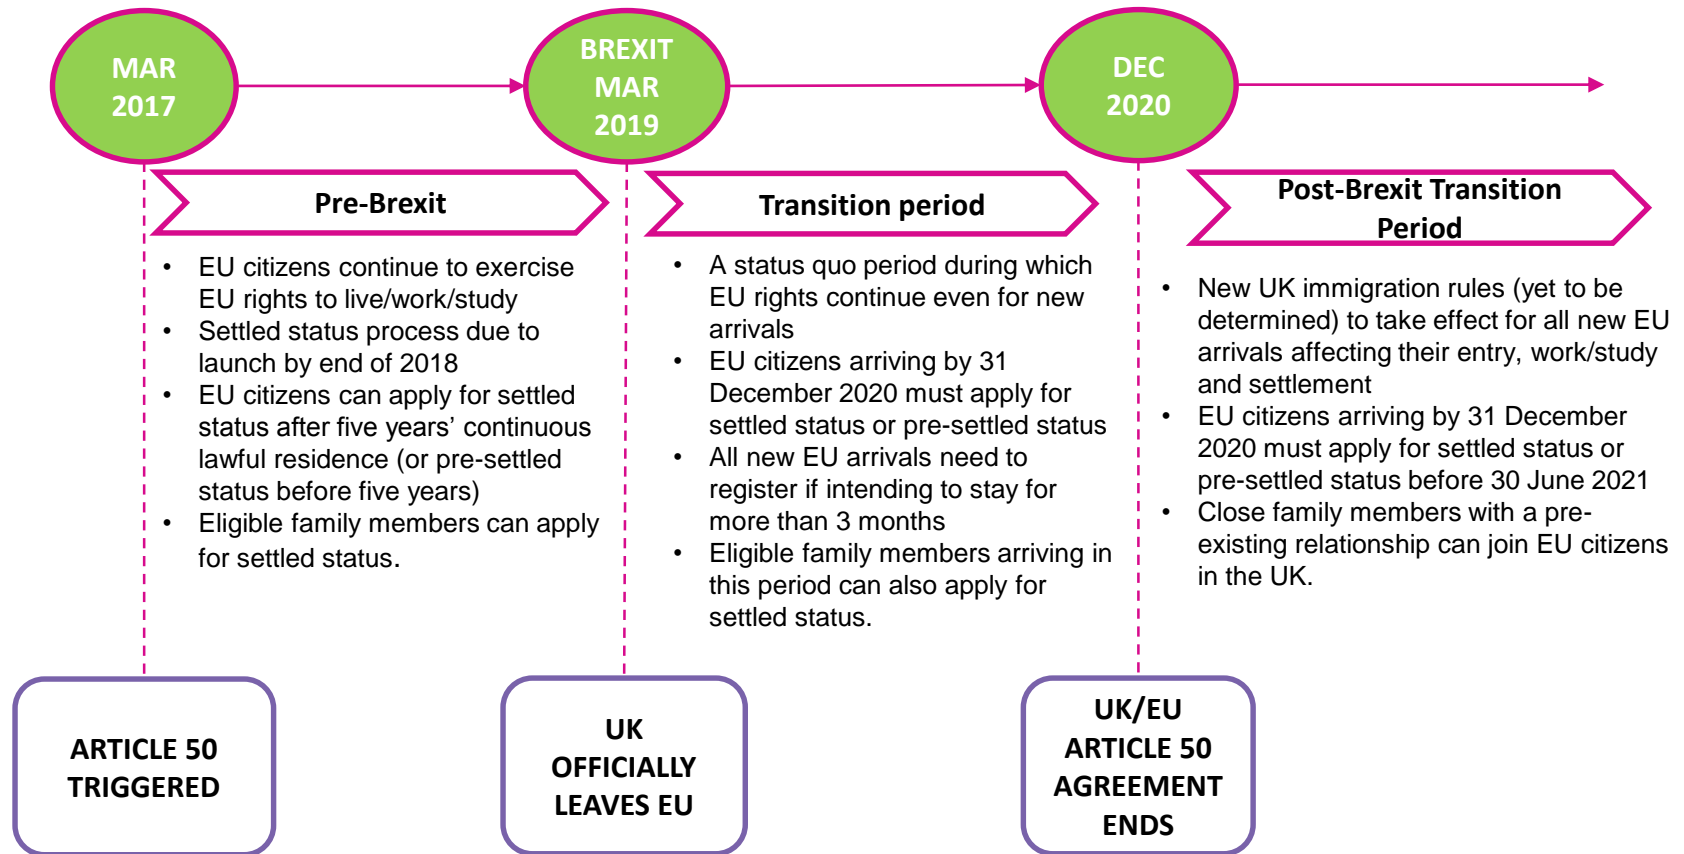 MAR
2017
BREXIT
MAR
2019
DEC
2020
Pre-Brexit
• EU citizens continue to exercise
EU rights to live/work/study
• Settled status process due to
launch by end of 2018
• EU citizens can apply for settled
status after five years’ continuous
lawful residence (or pre-settled
status before five years)
• Eligible family members can apply
for settled status.
Transition period
• A status quo period during which
EU rights continue even for new
arrivals
• EU citizens arriving by 31
December 2020 must apply for
settled status or pre-settled status
• All new EU arrivals need to
register if intending to stay for
more than 3 months
• Eligible family members arriving in
this period can also apply for
settled status.
Post-Brexit Transition
Period
• New UK immigration rules (yet to be
determined) to take effect for all new EU
arrivals affecting their entry, work/study
and settlement
• EU citizens arriving by 31 December
2020 must apply for settled status or
pre-settled status before 30 June 2021
• Close family members with a pre-
existing relationship can join EU citizens
in the UK.
ARTICLE 50
TRIGGERED
UK
OFFICIALLY
LEAVES EU
UK/EU
ARTICLE 50
AGREEMENT
ENDS